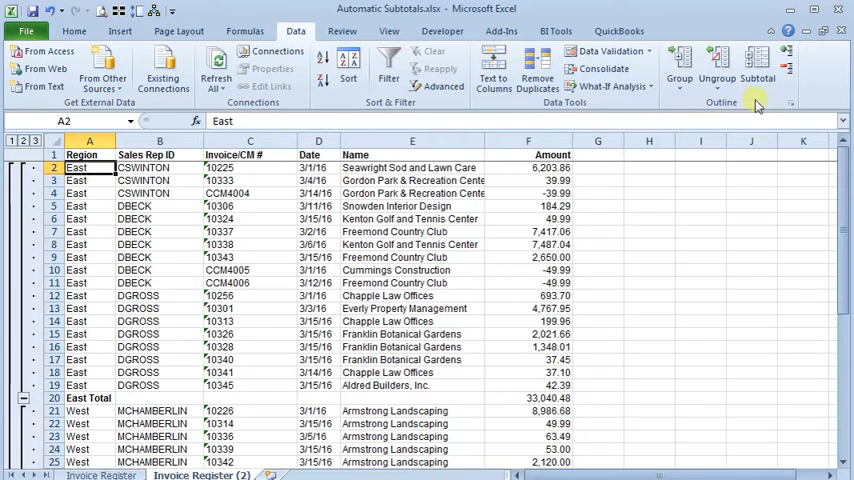 Automatic Subtotals.xlsx - Microsoft Excel
File Home Insert Page Layout Formulas Data Review View Developer Add-Ins BI Tools QuickBooks
From Access
From Web
From Text
From Other Sources
Get External Data
Existing Connections
Refresh All
Connections
Properties
Edit Links
Connections
Sort
Filter
Clear
Reapply
Advanced
Sort & Filter
Text to Columns
Remove Duplicates
Data Validation
Consolidate
What-If Analysis
Data Tools
Group
Ungroup
Subtotal
Outline
A2 fx East
1 2 3 A B C D E F G H I J K
1 Region Sales Rep ID Invoice/CM # Date Name Amount
2 East CSWINTON 10225 3/1/16 Seawright Sod and Lawn Care 6,203.86
3 East CSWINTON 10333 3/4/16 Gordon Park & Recreation Cente 39.99
4 East CSWINTON CCM4004 3/14/16 Gordon Park & Recreation Cente -39.99
5 East DBECK 10306 3/11/16 Snowden Interior Design 184.29
6 East DBECK 10324 3/15/16 Kenton Golf and Tennis Center 49.99
7 East DBECK 10337 3/2/16 Freemond Country Club 7,417.06
8 East DBECK 10338 3/6/16 Kenton Golf and Tennis Center 7,487.04
9 East DBECK 10343 3/15/16 Freemond Country Club 2,650.00
10 East DBECK CCM4005 3/1/16 Cummings Construction -49.99
11 East DBECK CCM4006 3/12/16 Freemond Country Club -49.99
12 East DGROSS 10256 3/1/16 Chapple Law Offices 693.70
13 East DGROSS 10301 3/3/16 Everly Property Management 4,767.95
14 East DGROSS 10313 3/15/16 Chapple Law Offices 199.96
15 East DGROSS 10326 3/15/16 Franklin Botanical Gardens 2,021.66
16 East DGROSS 10328 3/15/16 Franklin Botanical Gardens 1,348.01
17 East DGROSS 10340 3/15/16 Franklin Botanical Gardens 37.45
18 East DGROSS 10341 3/14/16 Chapple Law Offices 37.10
19 East DGROSS 10345 3/15/16 Aldred Builders, Inc. 42.39
20 East Total 33,040.48
21 West MCHAMBERLIN 10226 3/1/16 Armstrong Landscaping 8,986.68
22 West MCHAMBERLIN 10314 3/15/16 Armstrong Landscaping 49.99
23 West MCHAMBERLIN 10336 3/5/16 Armstrong Landscaping 63.49
24 West MCHAMBERLIN 10339 3/15/16 Armstrong Landscaping 53.00
25 West MCHAMBERLIN 10342 3/15/16 Armstrong Landscaping 2,120.00
Invoice Register Invoice Register (2)